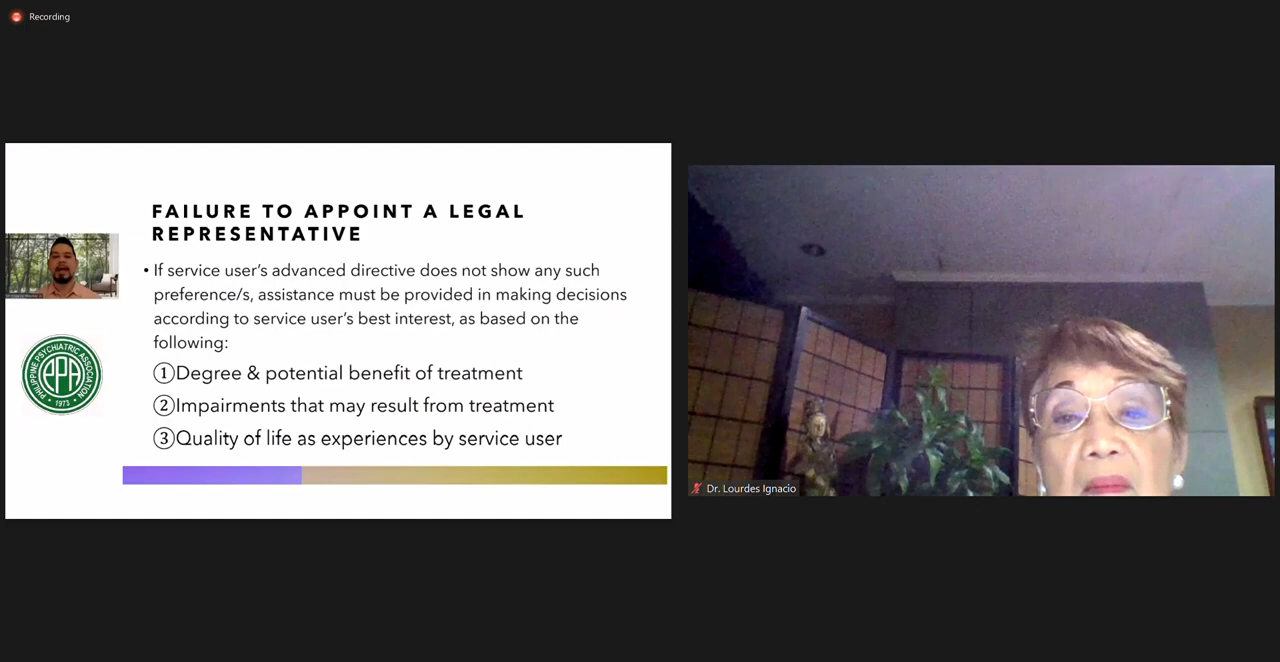 Recording
FAILURE TO APPOINT A LEGAL
REPRESENTATIVE
• If service user's advanced directive does not show any such
preference/s, assistance must be provided in making decisions
according to service user's best interest, as based on the
following:
①Degree & potential benefit of treatment
②Impairments that may result from treatment
③Quality of life as experiences by service user
PHILIPPINE PSYCHIATRIC ASSOCIATION
PPA
• 1973 •
Dr. Lourdes Ignacio